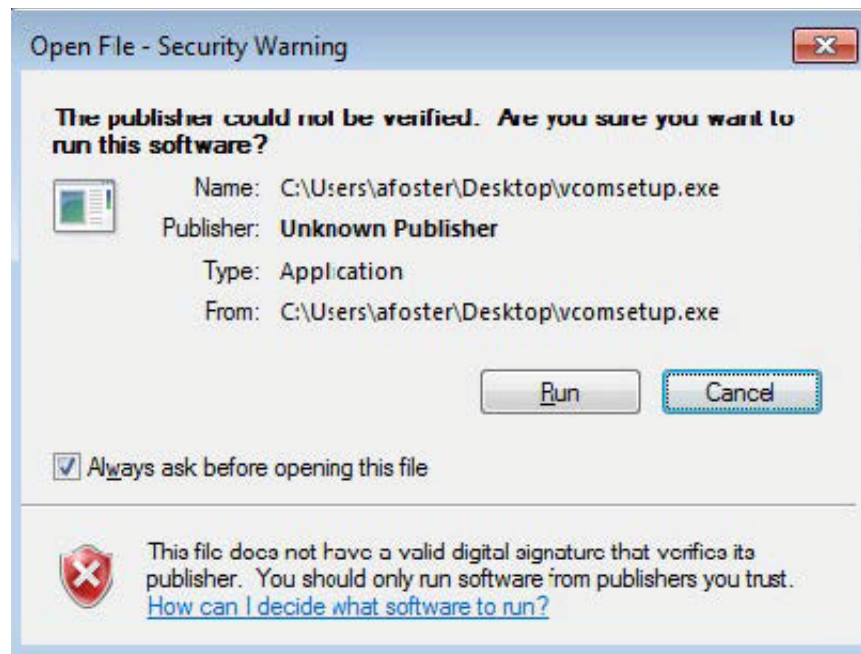 Open File - Security Warning
The publisher could not be verified. Are you sure you want to
run this software?
Name: C:\Users\afoster\Desktop\vcomsetup.exe
Publisher: Unknown Publisher
Type: Application
From: C:\Users\afoster\Desktop\vcomsetup.exe
Run Cancel
Always ask before opening this file
This file does not have a valid digital signature that verifies its
publisher. You should only run software from publishers you trust.
How can I decide what software to run?